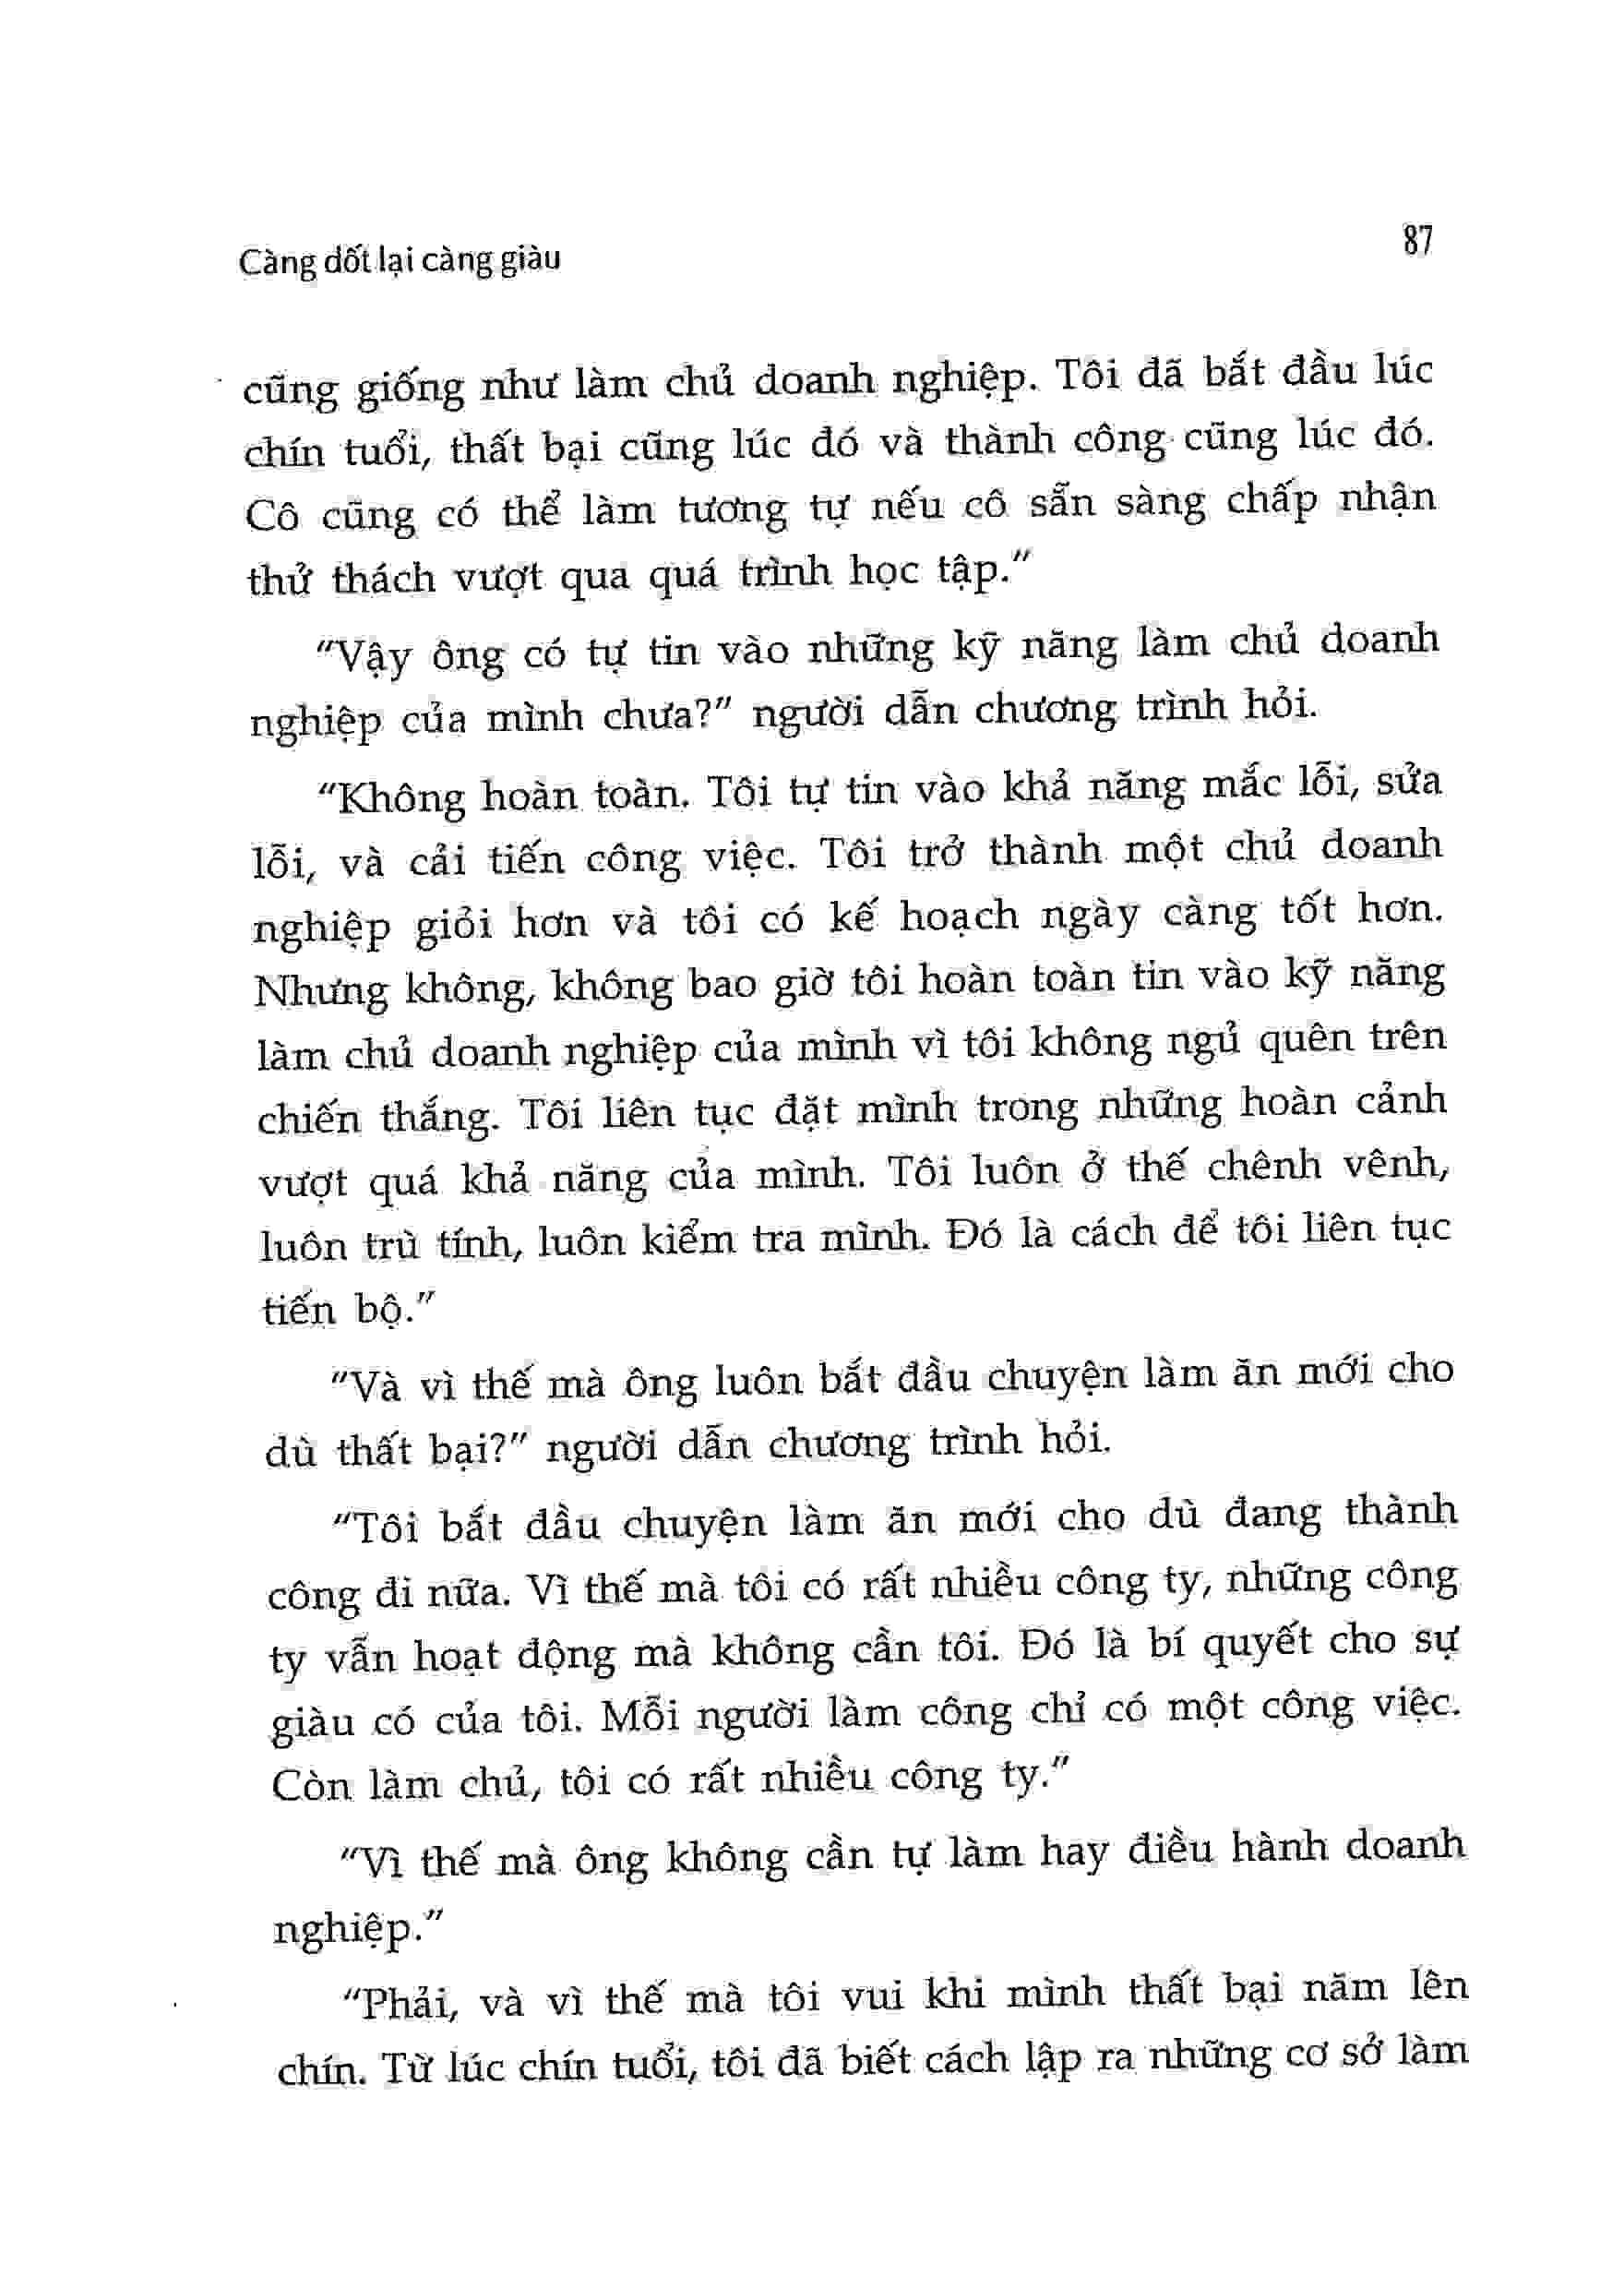 Càng dốt lại càng giàu
87
cũng giống như làm chủ doanh nghiệp. Tôi đã bắt đầu lúc
chín tuổi, thất bại cũng lúc đó và thành công cũng lúc đó.
Cô cũng có thể làm tương tự nếu cô sẵn sàng chấp nhận
thử thách vượt qua quá trình học tập."
"Vậy ông có tự tin vào những kỹ năng làm chủ doanh
nghiệp của mình chưa?" người dẫn chương trình hỏi.
"Không hoàn toàn. Tôi tự tin vào khả năng mắc lỗi, sửa
lỗi, và cải tiến công việc. Tôi trở thành một chủ doanh
nghiệp giỏi hơn và tôi có kế hoạch ngày càng tốt hơn.
Nhưng không, không bao giờ tôi hoàn toàn tin vào kỹ năng
làm chủ doanh nghiệp của mình vì tôi không ngủ quên trên
chiến thắng. Tôi liên tục đặt mình trong những hoàn cảnh
vượt quá khả năng của mình. Tôi luôn ở thế chênh vênh,
luôn trù tính, luôn kiểm tra mình. Đó là cách để tôi liên tục
tiến bộ."
"Và vì thế mà ông luôn bắt đầu chuyện làm ăn mới cho
dù thất bại?" người dẫn chương trình hỏi.
"Tôi bắt đầu chuyện làm ăn mới cho dù đang thành
công đi nữa. Vì thế mà tôi có rất nhiều công ty, những công
ty vẫn hoạt động mà không cần tôi. Đó là bí quyết cho sự
giàu có của tôi. Mỗi người làm công chỉ có một công việc.
Còn làm chủ, tôi có rất nhiều công ty."
"Vì thế mà ông không cần tự làm hay điều hành doanh
nghiệp."
"Phải, và vì thế mà tôi vui khi mình thất bại năm lên
chín. Từ lúc chín tuổi, tôi đã biết cách lập ra những cơ sở làm